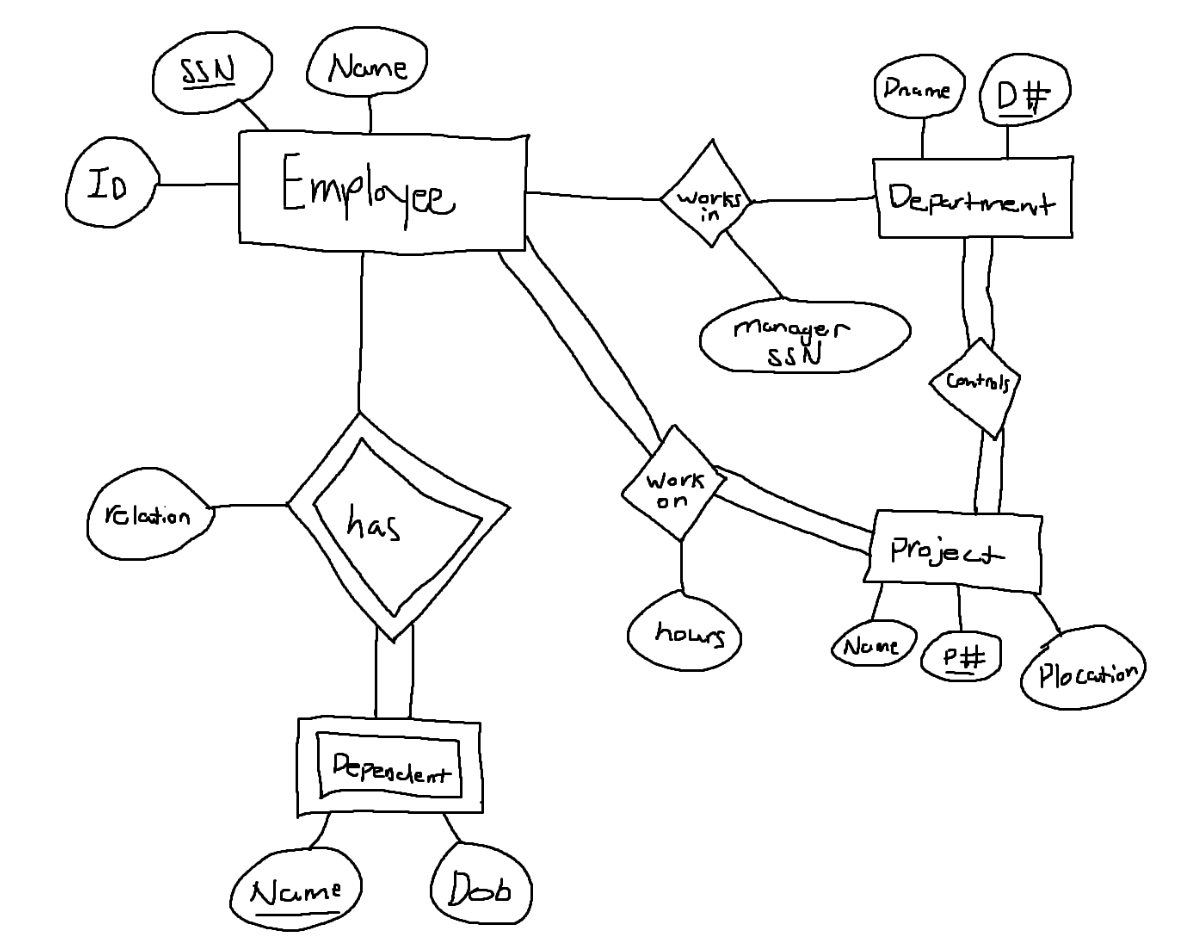 SSN
Name
Dname
D#
ID
Employee
works
in
Department
manager
SSN
controls
relation
has
work
on
Project
hours
Name
P#
Plocation
Dependent
Name
Dob